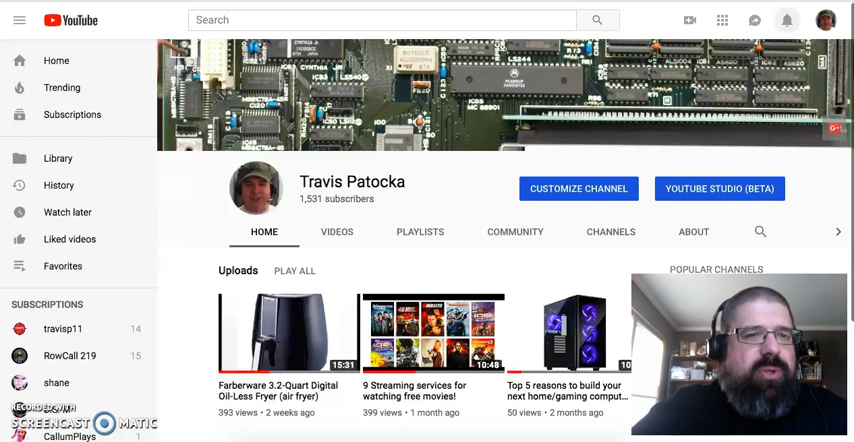 YouTube
Search
Home
Trending
Subscriptions
Library
History
Watch later
Liked videos
Favorites
SUBSCRIPTIONS
travisp11 14
RowCall 219 15
shane
CallumPlays 1
RECORDED WITH
SCREENCAST MATIC
G+
MOTOROLA
LS244
Travis Patocka
1,531 subscribers
CUSTOMIZE CHANNEL
YOUTUBE STUDIO (BETA)
HOME
VIDEOS
PLAYLISTS
COMMUNITY
CHANNELS
ABOUT
Uploads PLAY ALL
POPULAR CHANNELS
15:31
10:48
10
Farberware 3.2-Quart Digital
Oil-Less Fryer (air fryer)
393 views • 2 weeks ago
9 Streaming services for
watching free movies!
399 views • 1 month ago
Top 5 reasons to build your
next home/gaming comput...
50 views • 2 months ago